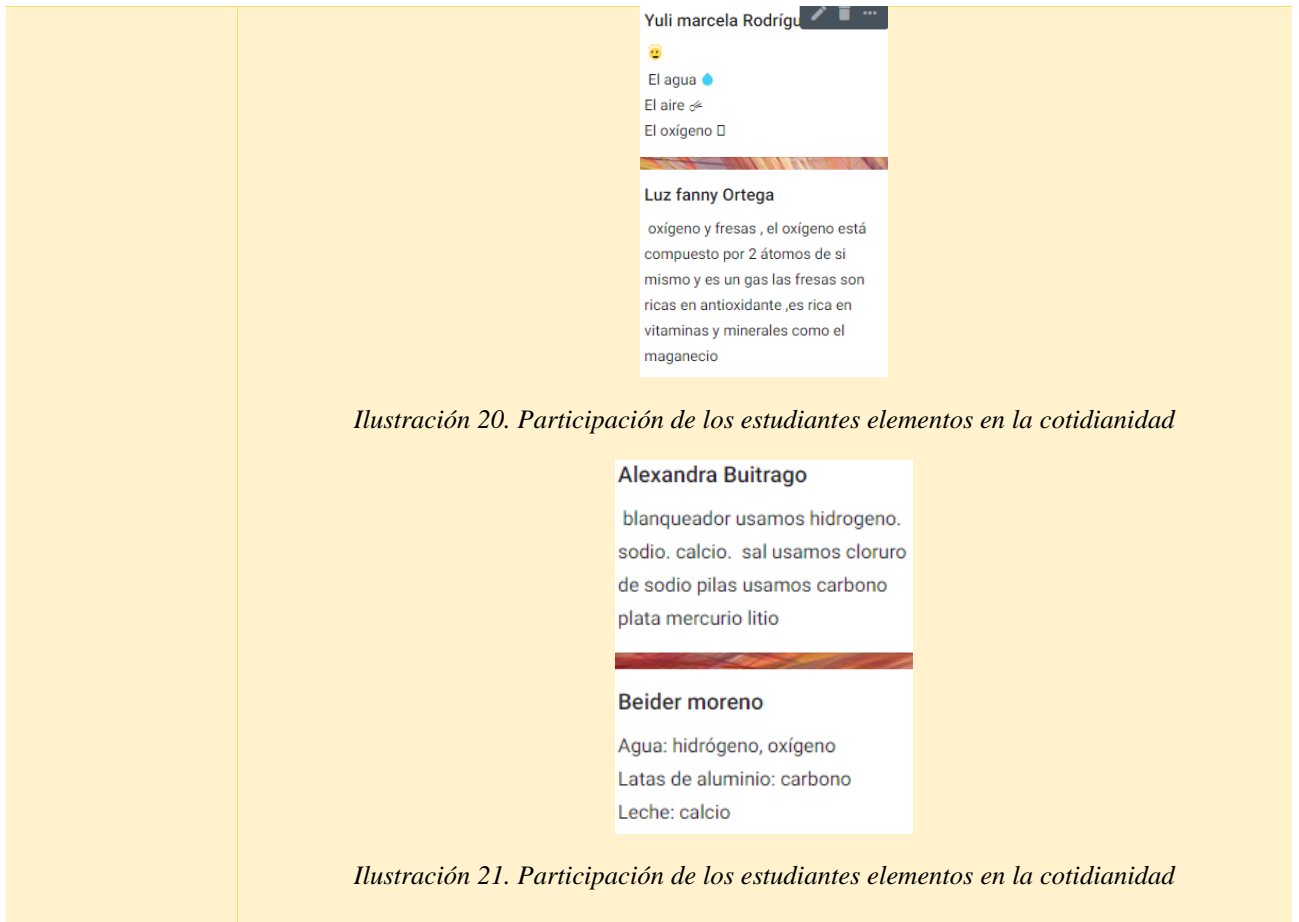 Yuli marcela Rodrígu
El agua
El aire
El oxígeno
Luz fanny Ortega
oxígeno y fresas , el oxígeno está
compuesto por 2 átomos de si
mismo y es un gas las fresas son
ricas en antioxidante ,es rica en
vitaminas y minerales como el
maganecio
Ilustración 20. Participación de los estudiantes elementos en la cotidianidad
Alexandra Buitrago
blanqueador usamos hidrogeno.
sodio. calcio.  sal usamos cloruro
de sodio pilas usamos carbono
plata mercurio litio
Beider moreno
Agua: hidrógeno, oxígeno
Latas de aluminio: carbono
Leche: calcio
Ilustración 21. Participación de los estudiantes elementos en la cotidianidad